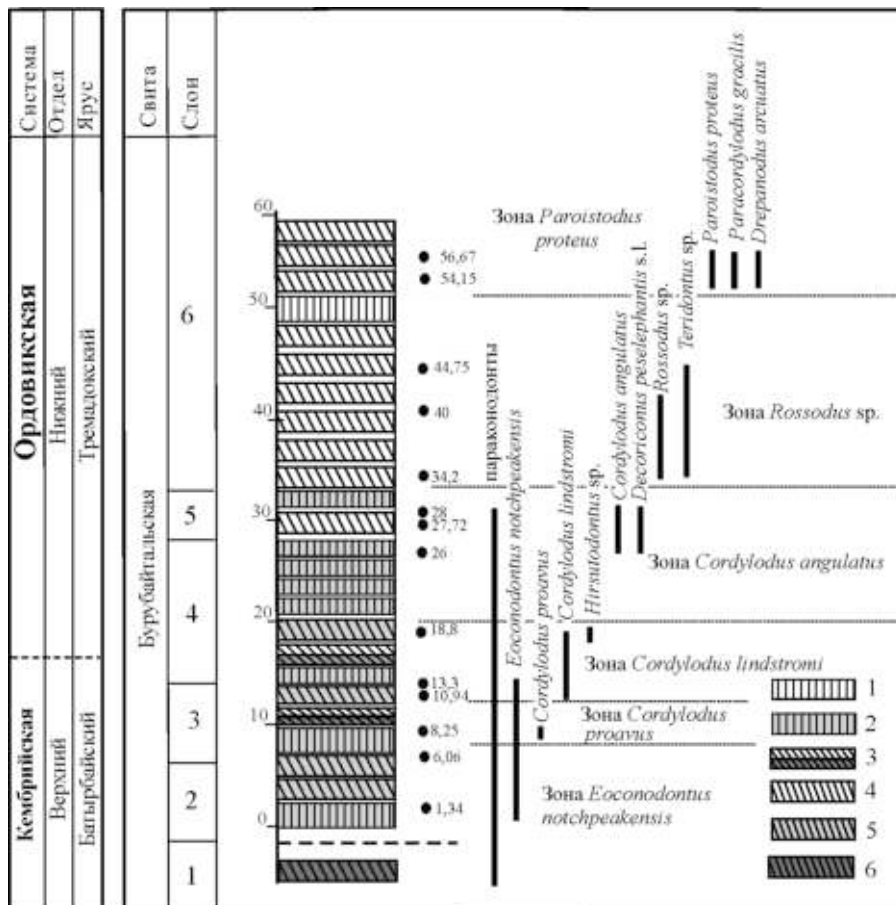 Система
Отдел
Ярус
Свита
Слои
Ордовикская
Нижний
Тремадокский
Кембрийская
Верхний
Батырбайский
Бурубайтальская
6
5
4
3
2
1
60
50
40
30
20
10
0
56,67
54,15
44,75
40
34,2
28
27,72
26
18,8
13,3
10,94
8,25
6,06
1,34
параконодонты
Eoconodontus notchpeakensis
Cordylodus proavus
Cordylodus lindstromi
Hirsutodontus sp.
Cordylodus angulatus
Decoriconus peselephantis s.l.
Rossodus sp.
Teridontus sp.
Paroistodus proteus
Paracordylodus gracilis
Drepanodus arcuatus
Зона Paroistodus
proteus
Зона Rossodus sp.
Зона Cordylodus angulatus
Зона Cordylodus lindstromi
Зона Cordylodus
proavus
Зона Eoconodontus
notchpeakensis
1
2
3
4
5
6